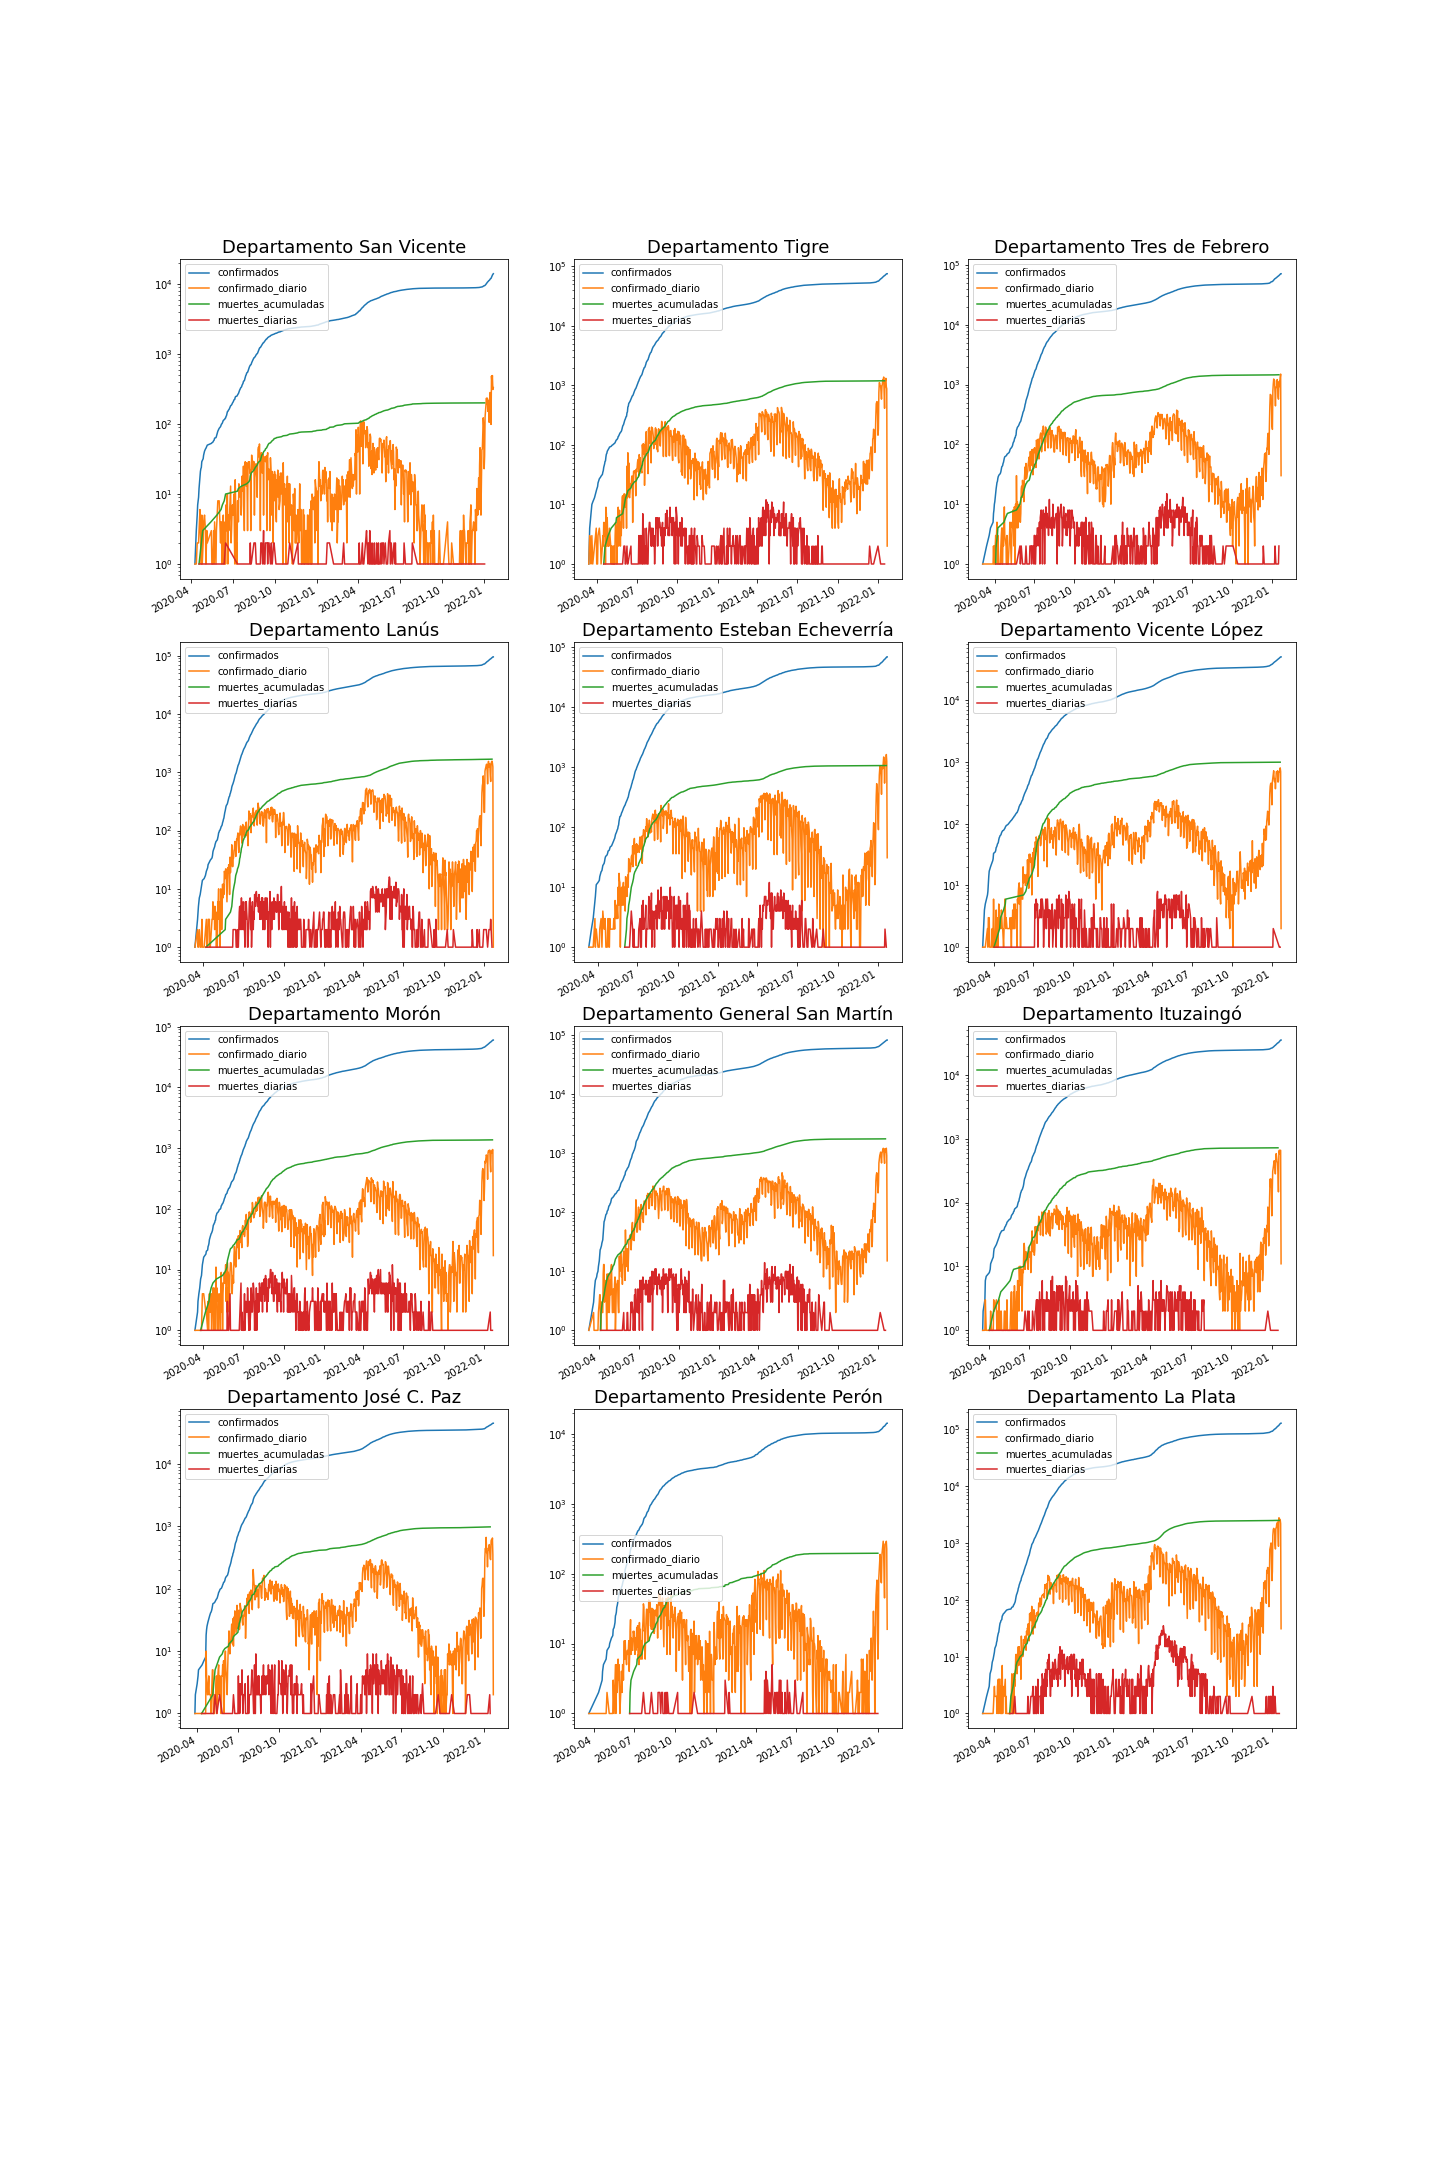 Departamento San Vicente
confirmados
confirmado_diario
muertes_acumuladas
muertes_diarias
10⁴
10³
10²
10¹
10⁰
2020-04 2020-07 2020-10 2021-01 2021-04 2021-07 2021-10 2022-01
Departamento Tigre
confirmados
confirmado_diario
muertes_acumuladas
muertes_diarias
10⁵
10⁴
10³
10²
10¹
10⁰
2020-04 2020-07 2020-10 2021-01 2021-04 2021-07 2021-10 2022-01
Departamento Tres de Febrero
confirmados
confirmado_diario
muertes_acumuladas
muertes_diarias
10⁵
10⁴
10³
10²
10¹
10⁰
2020-04 2020-07 2020-10 2021-01 2021-04 2021-07 2021-10 2022-01
Departamento Lanús
confirmados
confirmado_diario
muertes_acumuladas
muertes_diarias
10⁵
10⁴
10³
10²
10¹
10⁰
2020-04 2020-07 2020-10 2021-01 2021-04 2021-07 2021-10 2022-01
Departamento Esteban Echeverría
confirmados
confirmado_diario
muertes_acumuladas
muertes_diarias
10⁵
10⁴
10³
10²
10¹
10⁰
2020-04 2020-07 2020-10 2021-01 2021-04 2021-07 2021-10 2022-01
Departamento Vicente López
confirmados
confirmado_diario
muertes_acumuladas
muertes_diarias
10⁴
10³
10²
10¹
10⁰
2020-04 2020-07 2020-10 2021-01 2021-04 2021-07 2021-10 2022-01
Departamento Morón
confirmados
confirmado_diario
muertes_acumuladas
muertes_diarias
10⁵
10⁴
10³
10²
10¹
10⁰
2020-04 2020-07 2020-10 2021-01 2021-04 2021-07 2021-10 2022-01
Departamento General San Martín
confirmados
confirmado_diario
muertes_acumuladas
muertes_diarias
10⁵
10⁴
10³
10²
10¹
10⁰
2020-04 2020-07 2020-10 2021-01 2021-04 2021-07 2021-10 2022-01
Departamento Ituzaingó
confirmados
confirmado_diario
muertes_acumuladas
muertes_diarias
10⁴
10³
10²
10¹
10⁰
2020-04 2020-07 2020-10 2021-01 2021-04 2021-07 2021-10 2022-01
Departamento José C. Paz
confirmados
confirmado_diario
muertes_acumuladas
muertes_diarias
10⁴
10³
10²
10¹
10⁰
2020-04 2020-07 2020-10 2021-01 2021-04 2021-07 2021-10 2022-01
Departamento Presidente Perón
confirmados
confirmado_diario
muertes_acumuladas
muertes_diarias
10⁴
10³
10²
10¹
10⁰
2020-04 2020-07 2020-10 2021-01 2021-04 2021-07 2021-10 2022-01
Departamento La Plata
confirmados
confirmado_diario
muertes_acumuladas
muertes_diarias
10⁵
10⁴
10³
10²
10¹
10⁰
2020-04 2020-07 2020-10 2021-01 2021-04 2021-07 2021-10 2022-01